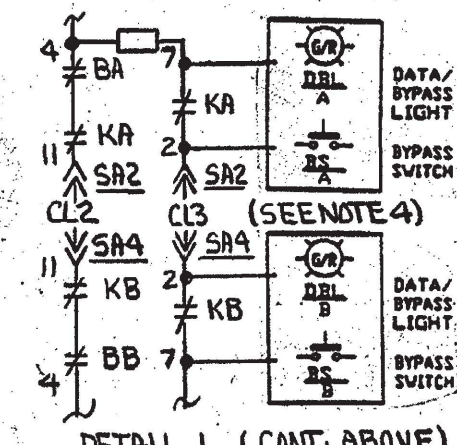 4
7
G/R
DBL
A
DATA/
BYPASS
LIGHT
BA
KA
11
KA
2
BS
A
BYPASS
SWITCH
SA2
SA2
CL2
CL3
(SEE NOTE 4)
SA4
SA4
11
KB
2
KB
G/R
DBL
B
DATA/
BYPASS
LIGHT
4
BB
7
BS
B
BYPASS
SWITCH
DETAIL 1 (CONT. ABOVE)